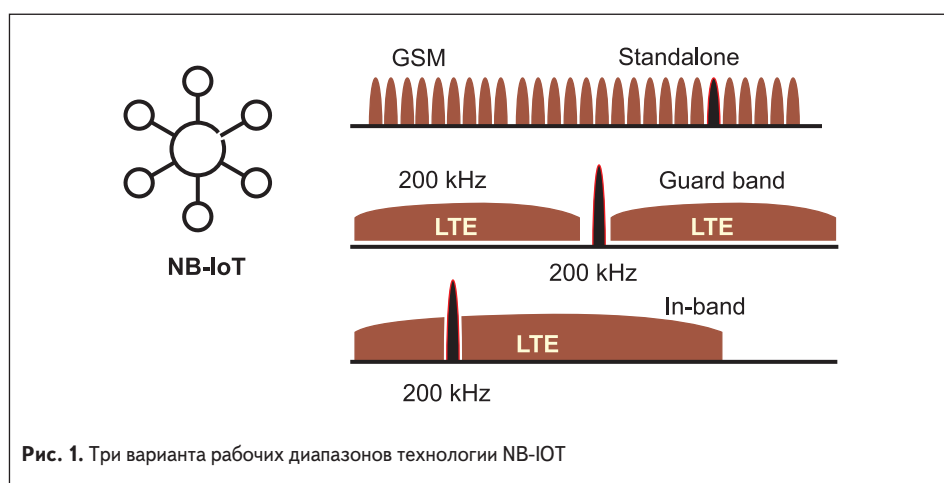 GSM Standalone
200 kHz Guard band
LTE LTE
NB-IoT
200 kHz
In-band
LTE
200 kHz
Рис. 1. Три варианта рабочих диапазонов технологии NB-IOT